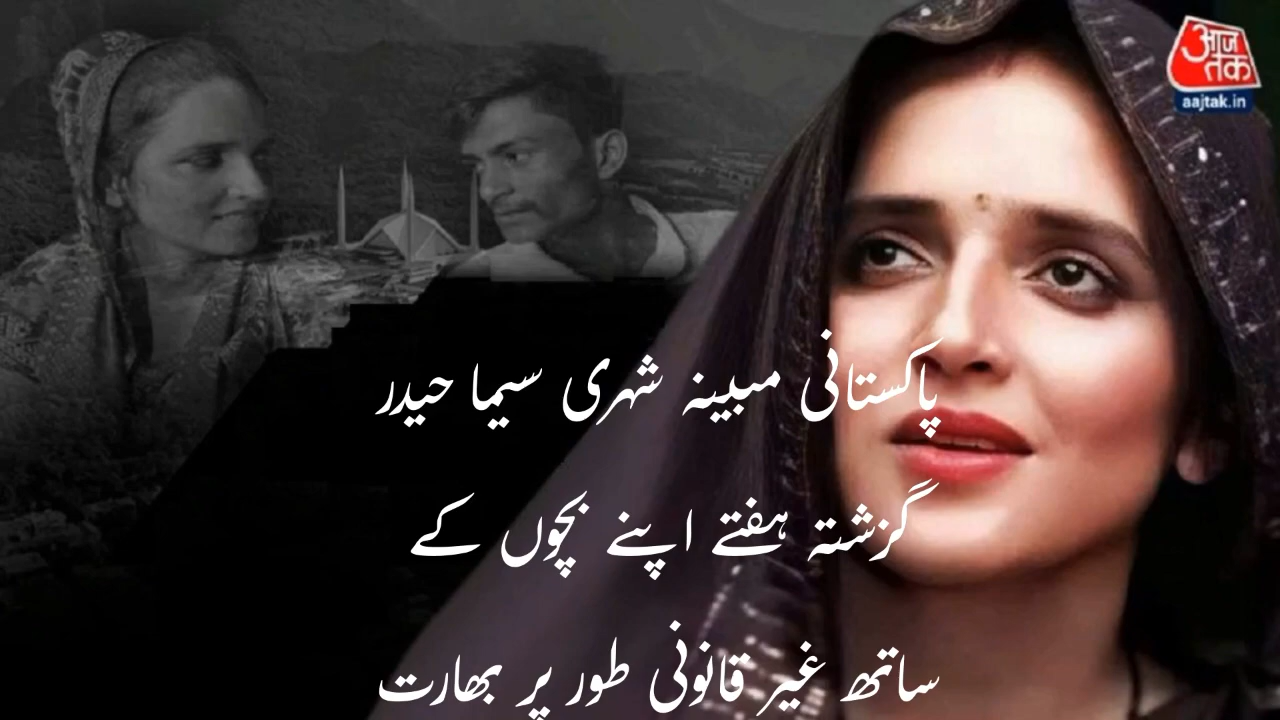 आज
तक
aajtak.in
پاکستانی مبینہ شہری سیما حیدر
گزشتہ ہفتے اپنے بچوں کے
ساتھ غیر قانونی طور پر بھارت